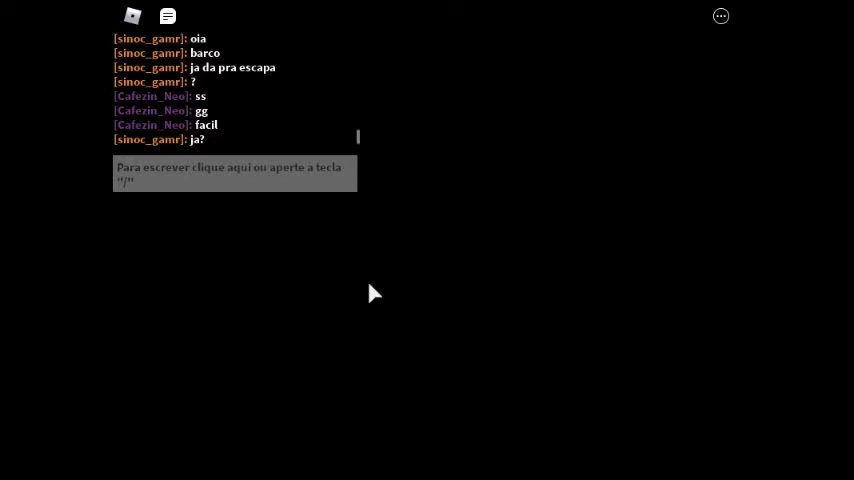 [sinoc_gamr]: oia
[sinoc_gamr]: barco
[sinoc_gamr]: ja da pra escapa
[sinoc_gamr]: ?
[Cafezin_Neo]: ss
[Cafezin_Neo]: gg
[Cafezin_Neo]: facil
[sinoc_gamr]: ja?
Para escrever clique aqui ou aperte a tecla
"/"